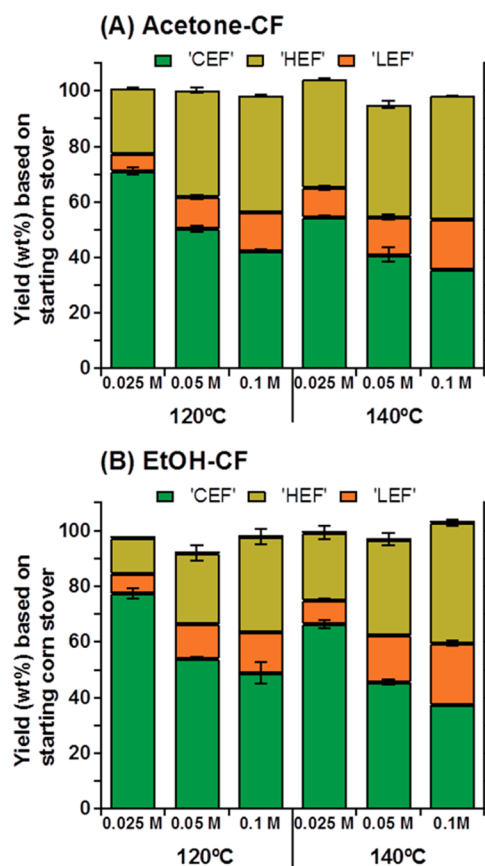 (A) Acetone-CF
'CEF' 'HEF' 'LEF'
Yield (wt%) based on
starting corn stover
100
80
60
40
20
0
0.025 M 0.05 M 0.1 M 0.025 M 0.05 M 0.1 M
120ºC 140ºC
(B) EtOH-CF
'CEF' 'HEF' 'LEF'
Yield (wt%) based on
starting corn stover
100
80
60
40
20
0
0.025 M 0.05 M 0.1 M 0.025 M 0.05 M 0.1M
120ºC 140ºC